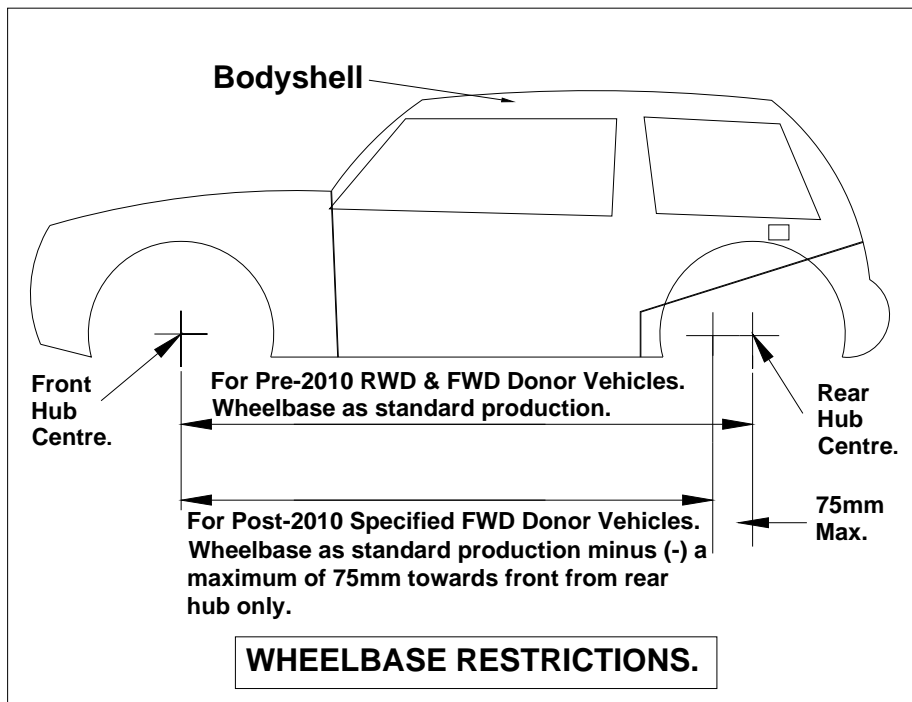 Bodyshell
Front
Hub
Centre.
For Pre-2010 RWD & FWD Donor Vehicles.
Wheelbase as standard production.
Rear
Hub
Centre.
For Post-2010 Specified FWD Donor Vehicles.
Wheelbase as standard production minus (-) a
maximum of 75mm towards front from rear
hub only.
75mm
Max.
WHEELBASE RESTRICTIONS.